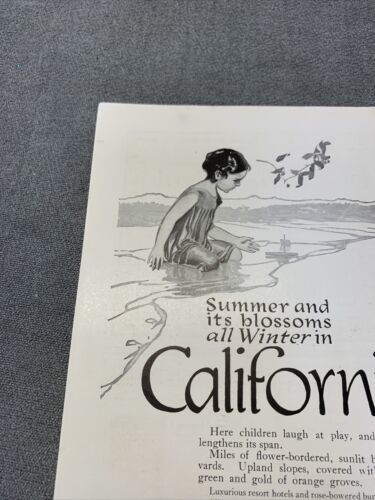 Summer and
its blossoms
all Winter in
Californ
Here children laugh at play, and
lengthens its span.
Miles of flower-bordered, sunlit b
vards. Upland slopes, covered wit
green and gold of orange groves.
Luxurious resort hotels and rose-bowered bu